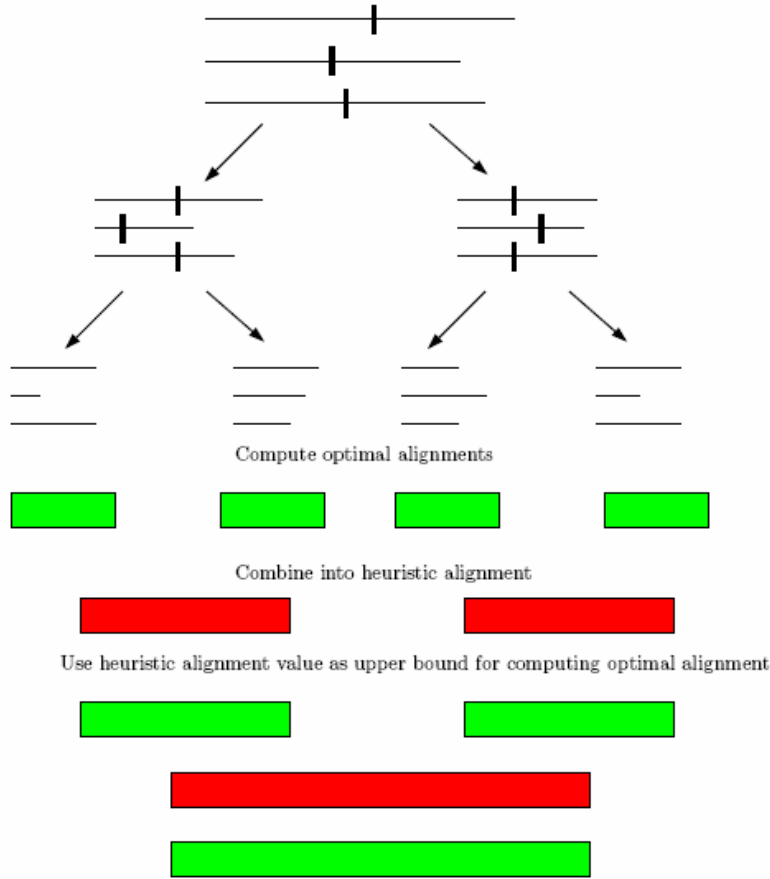 Compute optimal alignments
Combine into heuristic alignment
Use heuristic alignment value as upper bound for computing optimal alignment